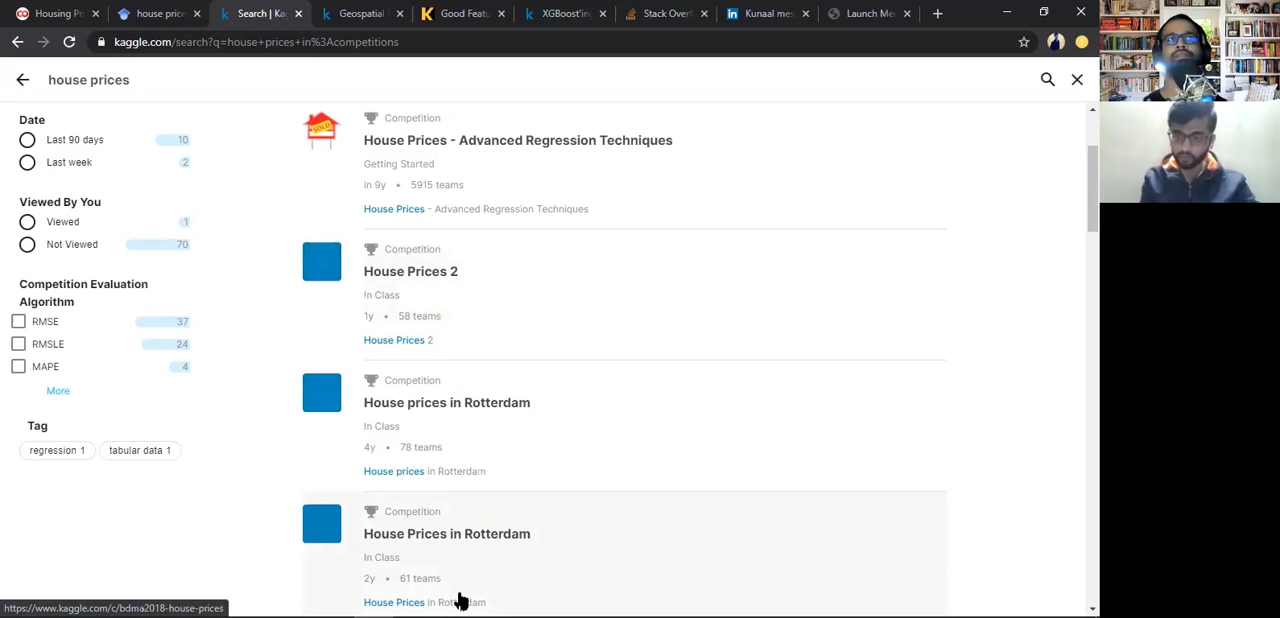 Housing Pri
house price
Search | Kag
Geospatial
Good Featu
XGBoost'in
Stack Overf
Kunaal mes
Launch Me
kaggle.com/search?q=house+prices+in%3Acompetitions
house prices
Date
Last 90 days 10
Last week 2
Viewed By You
Viewed 1
Not Viewed 70
Competition Evaluation
Algorithm
RMSE 37
RMSLE 24
MAPE 4
More
Tag
regression 1 tabular data 1
Competition
House Prices - Advanced Regression Techniques
Getting Started
in 9y • 5915 teams
House Prices - Advanced Regression Techniques
Competition
House Prices 2
In Class
1y • 58 teams
House Prices 2
Competition
House prices in Rotterdam
In Class
4y • 78 teams
House prices in Rotterdam
Competition
House Prices in Rotterdam
In Class
2y • 61 teams
House Prices in Rotterdam
https://www.kaggle.com/c/bdma2018-house-prices